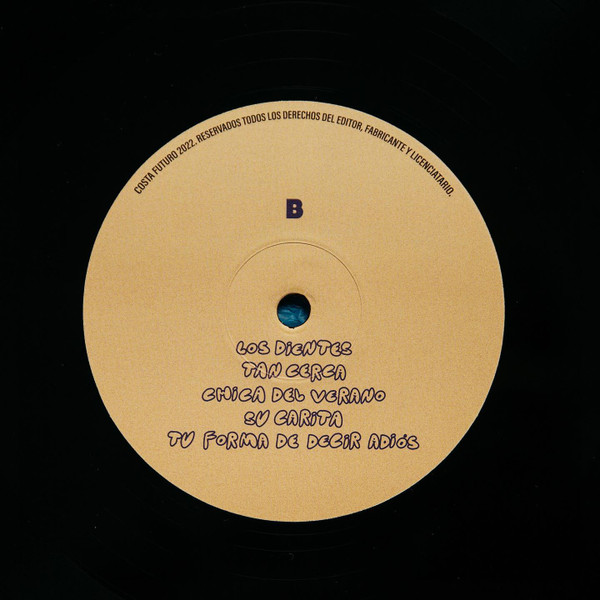 COSTA FUTURO 2022. RESERVADOS TODOS LOS DERECHOS DEL EDITOR, FABRICANTE Y LICENCIATARIO.
B
LOS DIENTES
TAN CERCA
CHICA DEL VERANO
SU CARITA
TU FORMA DE DECIR ADIÓS